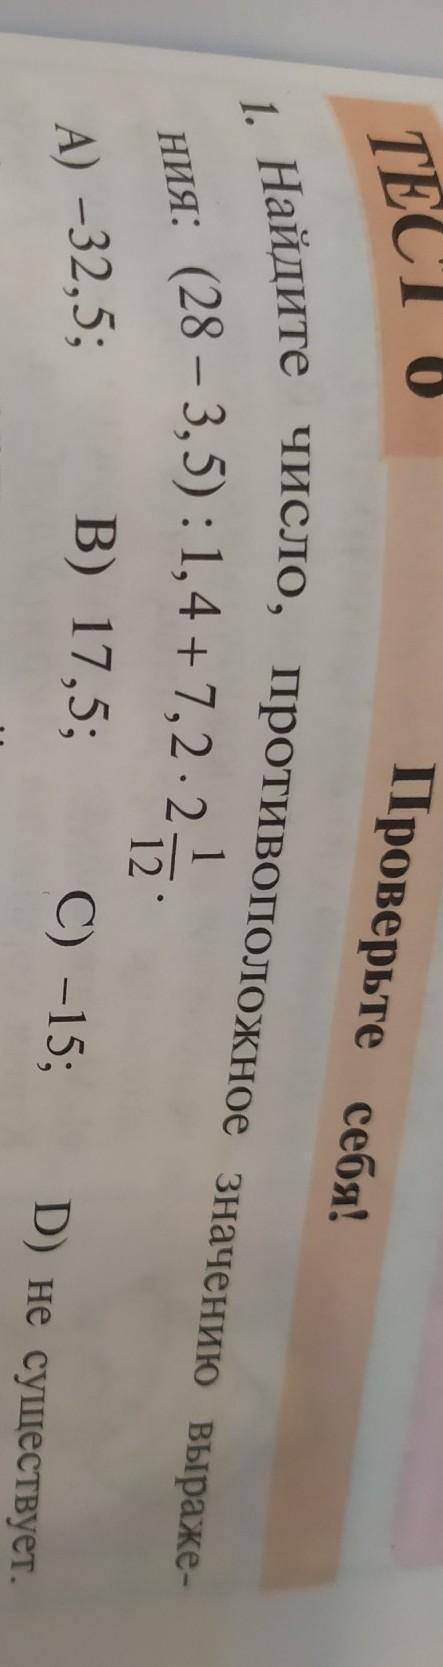 ТЕСТ 6 Проверьте себя!
1. Найдите число, противоположное значению выраже-
ния: (28 – 3,5) : 1,4 + 7,2 · 2 1/12.
A) –32,5; B) 17,5; C) –15; D) не существует.